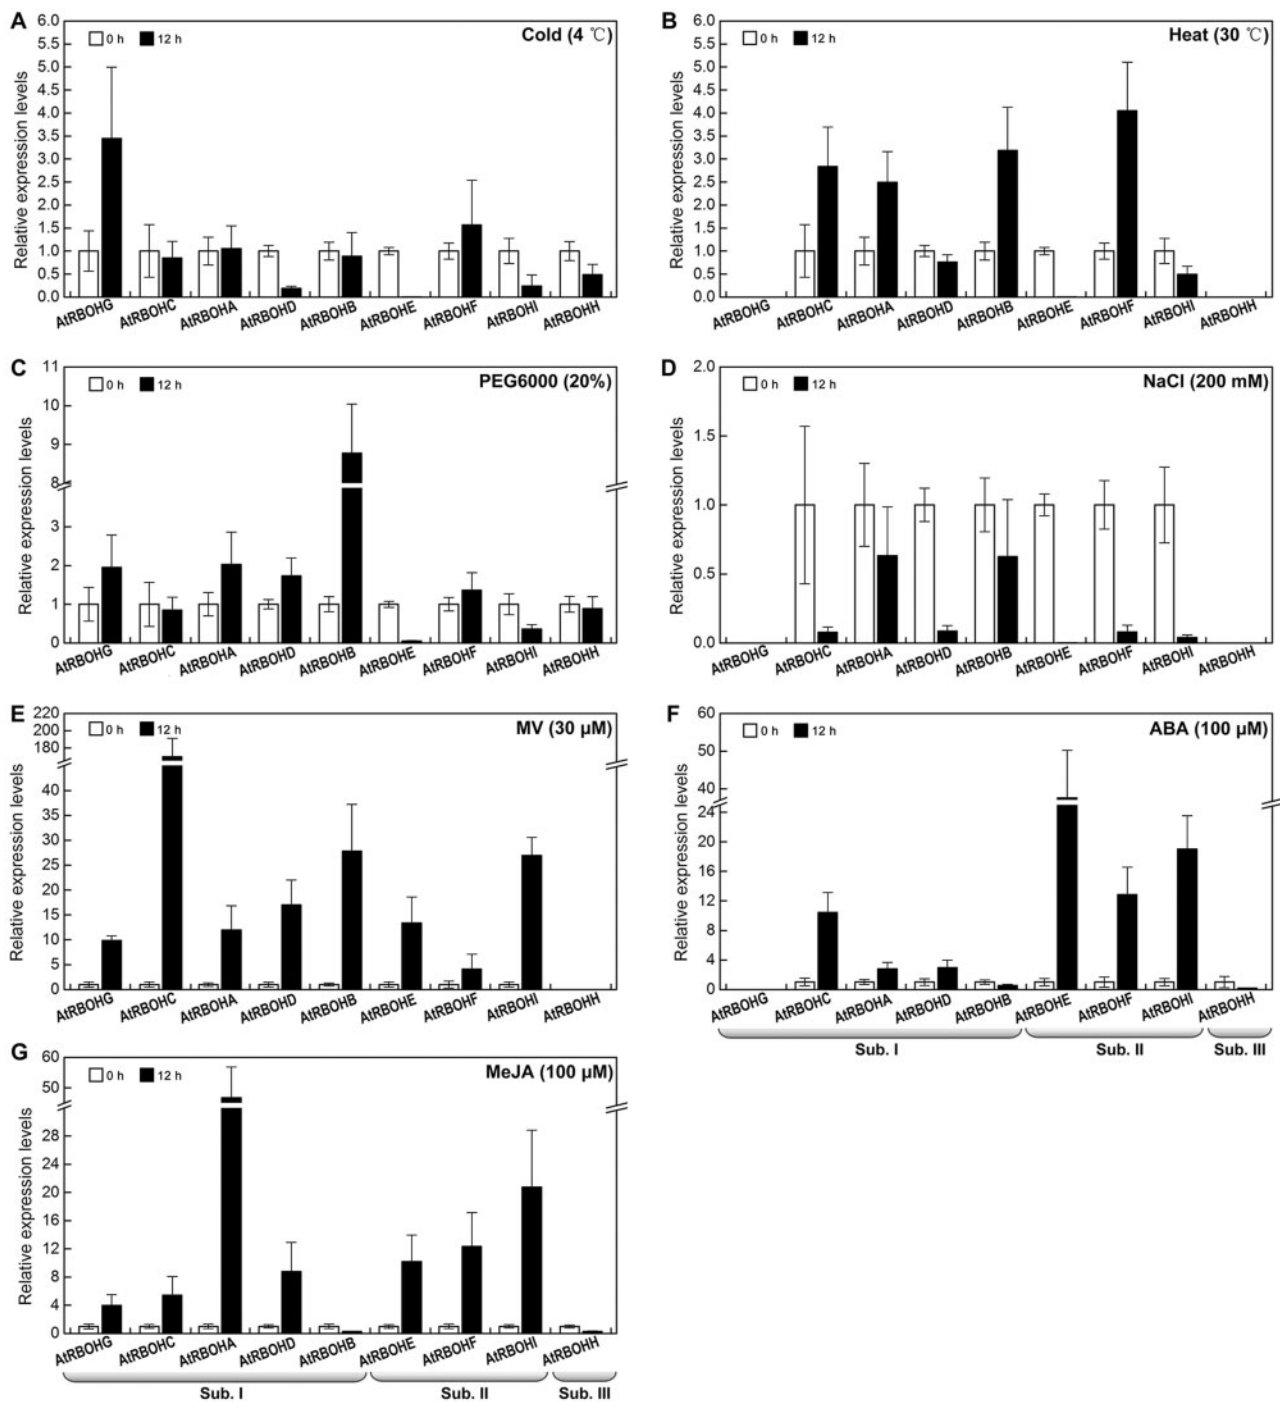 A
Cold (4 ℃)
0 h
12 h
Relative expression levels
6.0
5.5
5.0
4.5
4.0
3.5
3.0
2.5
2.0
1.5
1.0
0.5
0.0
AtRBOHG
AtRBOHC
AtRBOHA
AtRBOHD
AtRBOHB
AtRBOHE
AtRBOHF
AtRBOHI
AtRBOHH
B
Heat (30 ℃)
0 h
12 h
Relative expression levels
6.0
5.5
5.0
4.5
4.0
3.5
3.0
2.5
2.0
1.5
1.0
0.5
0.0
AtRBOHG
AtRBOHC
AtRBOHA
AtRBOHD
AtRBOHB
AtRBOHE
AtRBOHF
AtRBOHI
AtRBOHH
C
PEG6000 (20%)
0 h
12 h
Relative expression levels
11
10
9
8
3
2
1
0
AtRBOHG
AtRBOHC
AtRBOHA
AtRBOHD
AtRBOHB
AtRBOHE
AtRBOHF
AtRBOHI
AtRBOHH
D
NaCl (200 mM)
0 h
12 h
Relative expression levels
2.0
1.5
1.0
0.5
0.0
AtRBOHG
AtRBOHC
AtRBOHA
AtRBOHD
AtRBOHB
AtRBOHE
AtRBOHF
AtRBOHI
AtRBOHH
E
MV (30 µM)
0 h
12 h
Relative expression levels
220
200
180
40
35
30
25
20
15
10
5
0
AtRBOHG
AtRBOHC
AtRBOHA
AtRBOHD
AtRBOHB
AtRBOHE
AtRBOHF
AtRBOHI
AtRBOHH
F
ABA (100 µM)
0 h
12 h
Relative expression levels
60
50
40
24
20
16
12
8
4
0
AtRBOHG
AtRBOHC
AtRBOHA
AtRBOHD
AtRBOHB
AtRBOHE
AtRBOHF
AtRBOHI
AtRBOHH
Sub. I
Sub. II
Sub. III
G
MeJA (100 µM)
0 h
12 h
Relative expression levels
60
50
28
24
20
16
12
8
4
0
AtRBOHG
AtRBOHC
AtRBOHA
AtRBOHD
AtRBOHB
AtRBOHE
AtRBOHF
AtRBOHI
AtRBOHH
Sub. I
Sub. II
Sub. III